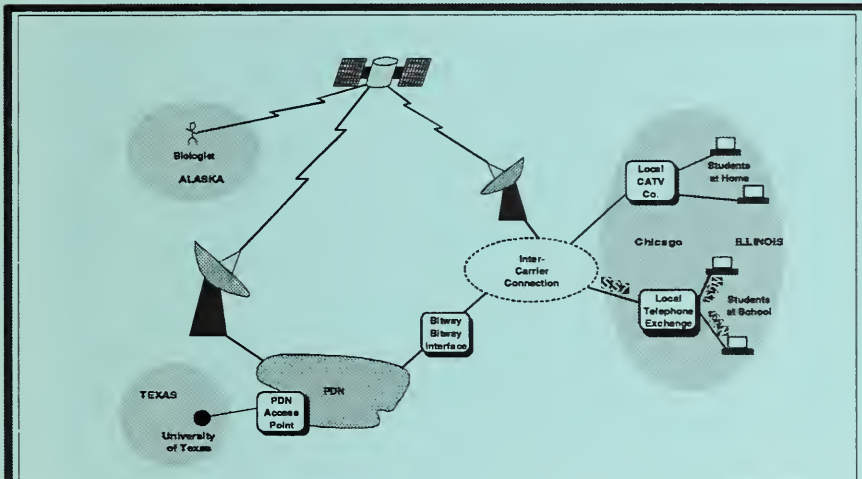 Biologist
ALASKA
Local
CATV
Co.
Students
at Home
Chicago
ILLINOIS
Inter-
Carrier
Connection
Local
Telephone
Exchange
Students
at School
Bitway
Bitway
Interface
PDN
TEXAS
PDN
Access
Point
University
of Texas